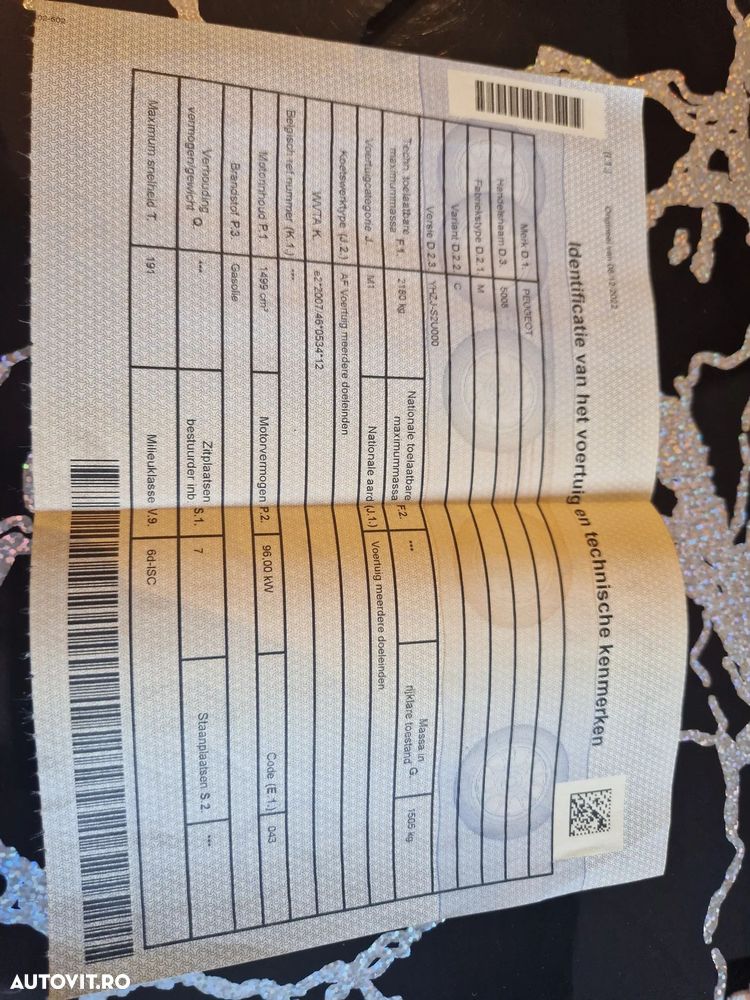 (I.1.)
Origineel van 06/12/2022
Identificatie van het voertuig en technische kenmerken
Merk D.1. PEUGEOT
Handelsnaam D.3. 5008
Fabriekstype D.2.1. M
Variant D.2.2. C
Versie D.2.3. YHZJ-S2U000
Techn. toelaatbare maximummassa F.1. 2180 kg Nationale toelaatbare maximummassa F.2. *** Massa in rijklare toestand G. 1505 kg
Voertuigcategorie J. M1 Nationale aard (J.1.) Voertuig meerdere doeleinden
Koetswerktype (J.2.) AF Voertuig meerdere doeleinden
WVTA K. e2*2007/46*0534*12
Belgisch ref nummer (K.1.) ***
Motorinhoud P.1. 1499 cm³ Motorvermogen P.2. 96,00 kW Code (E.1.) 043
Brandstof P.3. Gasolie
Verhouding vermogen/gewicht Q. *** Zitplaatsen bestuurder inb S.1. 7 Staanplaatsen S.2. ***
Maximum snelheid T. 191 Milieuklasse V.9. 6d-ISC
AUTOVIT.RO